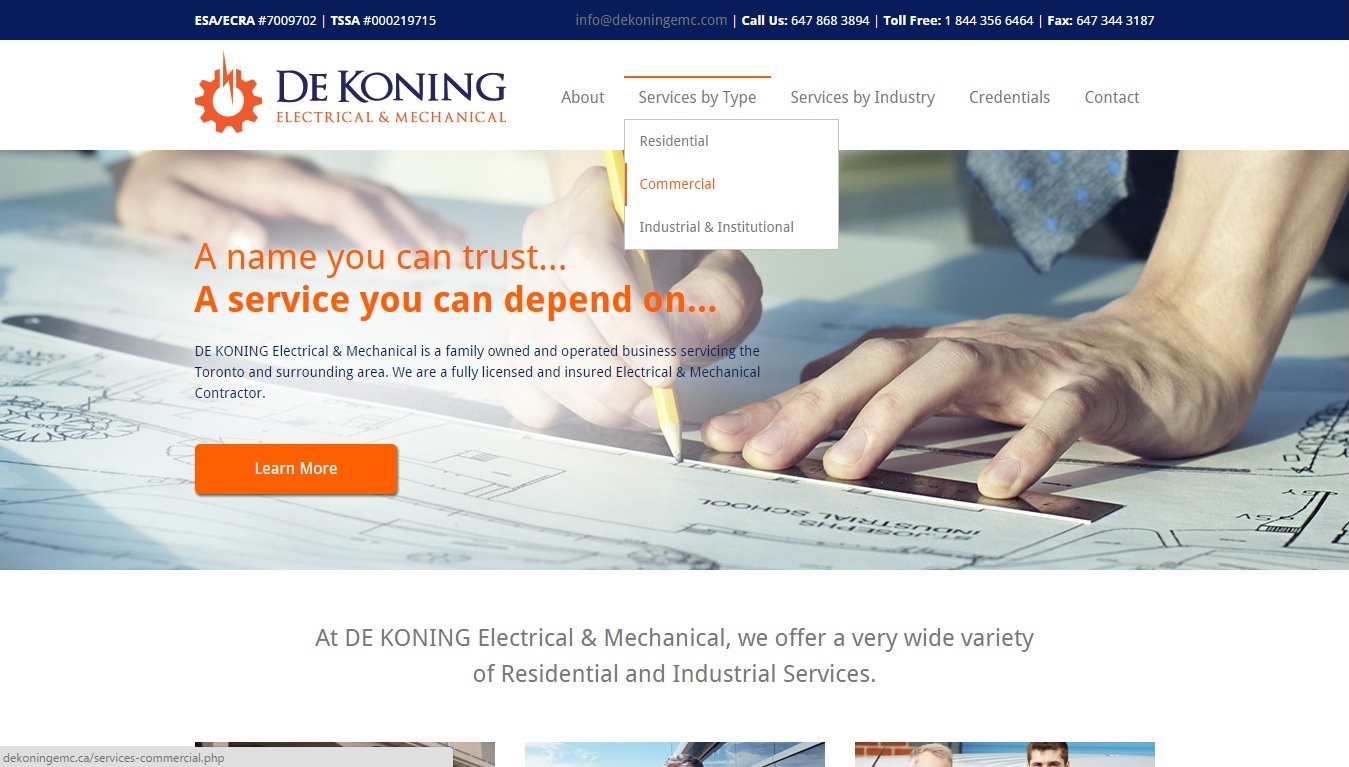 ESA/ECRA #7009702 | TSSA #000219715
info@dekoningemc.com | Call Us: 647 868 3894 | Toll Free: 1 844 356 6464 | Fax: 647 344 3187
DE KONING
ELECTRICAL & MECHANICAL
About Services by Type Services by Industry Credentials Contact
Residential
Commercial
Industrial & Institutional
A name you can trust...
A service you can depend on...
DE KONING Electrical & Mechanical is a family owned and operated business servicing the
Toronto and surrounding area. We are a fully licensed and insured Electrical & Mechanical
Contractor.
Learn More
ST-JOSEPHS
INDUSTRIAL SCHOOL
At DE KONING Electrical & Mechanical, we offer a very wide variety
of Residential and Industrial Services.
dekoningemc.ca/services-commercial.php